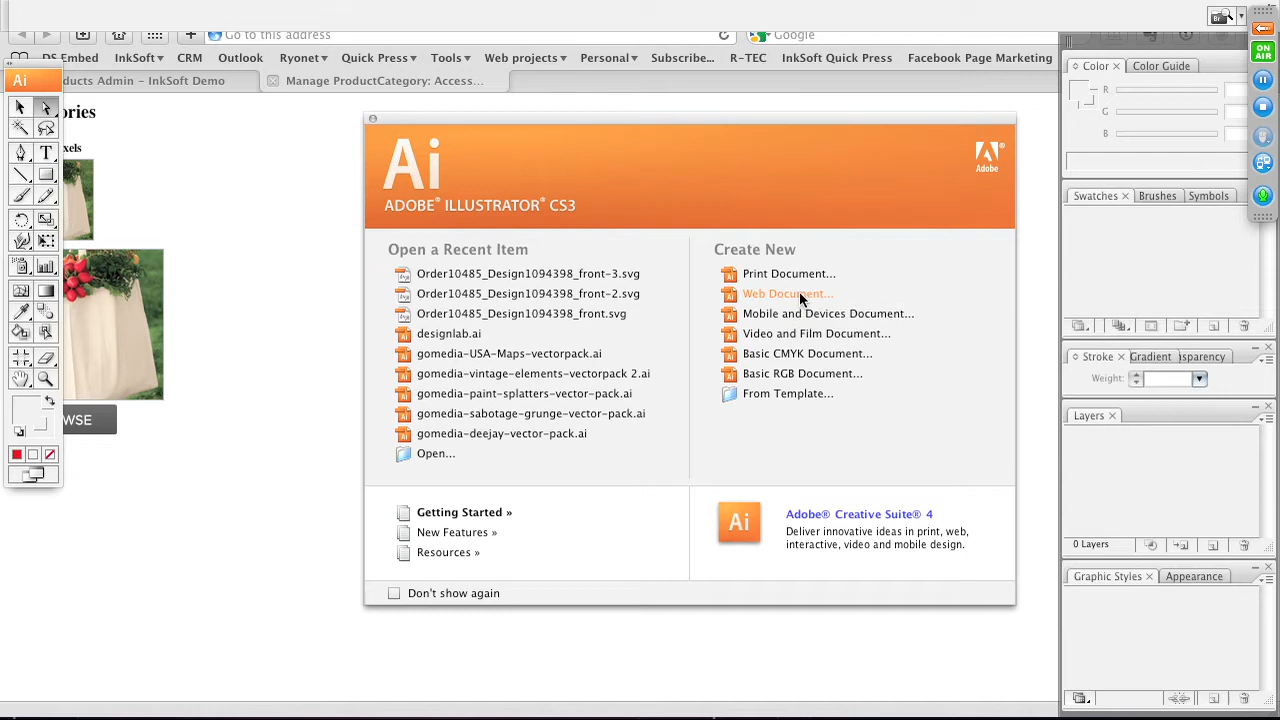 Br
Go to this address
Google
DS Embed InkSoft CRM Outlook Ryonet Quick Press Tools Web projects Personal Subscribe... R-TEC InkSoft Quick Press Facebook Page Marketing
ON AIR
Ai
ducts Admin - InkSoft Demo
Manage ProductCategory: Access...
ories
xels
WSE
Ai
ADOBE® ILLUSTRATOR® CS3
Adobe®
Open a Recent Item
Order10485_Design1094398_front-3.svg
Order10485_Design1094398_front-2.svg
Order10485_Design1094398_front.svg
designlab.ai
gomedia-USA-Maps-vectorpack.ai
gomedia-vintage-elements-vectorpack 2.ai
gomedia-paint-splatters-vector-pack.ai
gomedia-sabotage-grunge-vector-pack.ai
gomedia-deejay-vector-pack.ai
Open...
Create New
Print Document...
Web Document...
Mobile and Devices Document...
Video and Film Document...
Basic CMYK Document...
Basic RGB Document...
From Template...
Getting Started »
New Features »
Resources »
Ai
Adobe® Creative Suite® 4
Deliver innovative ideas in print, web,
interactive, video and mobile design.
Don't show again
Color Color Guide
R
G
B
Swatches Brushes Symbols
Stroke Gradient sparency
Weight:
Layers
0 Layers
Graphic Styles Appearance